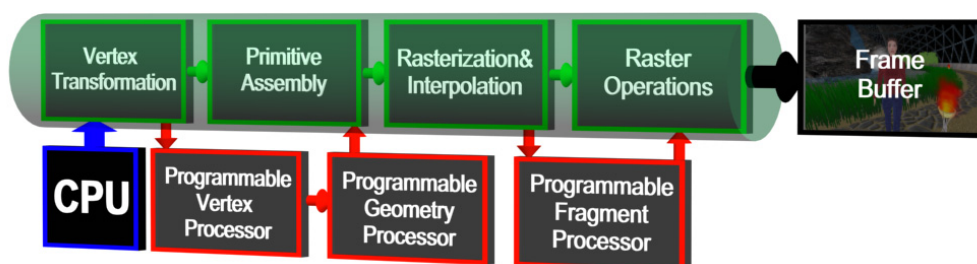 Vertex
Transformation
Primitive
Assembly
Rasterization&
Interpolation
Raster
Operations
Frame
Buffer
CPU
Programmable
Vertex
Processor
Programmable
Geometry
Processor
Programmable
Fragment
Processor